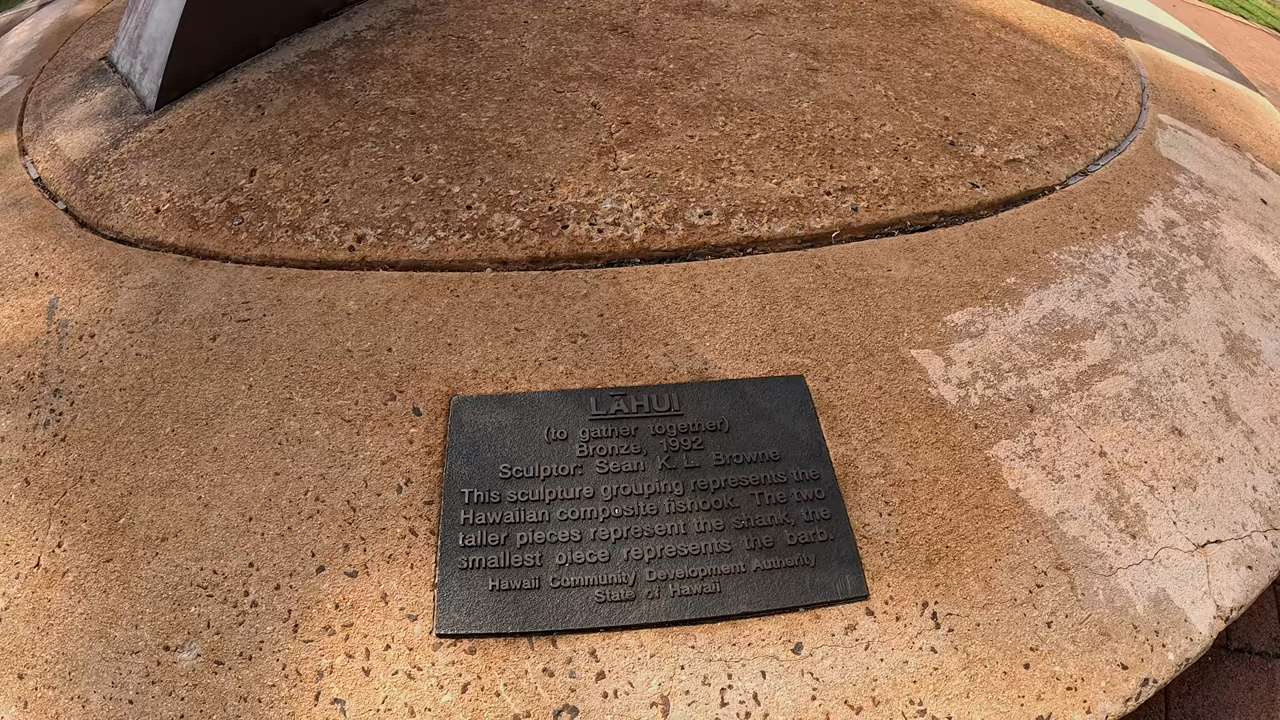 LĀHUI
(to gather together)
Bronze, 1992
Sculptor: Sean K. L. Browne
This sculpture grouping represents the
Hawaiian composite fishook. The two
taller pieces represent the shank, the
smallest piece represents the barb.
Hawaii Community Development Authority
State of Hawaii